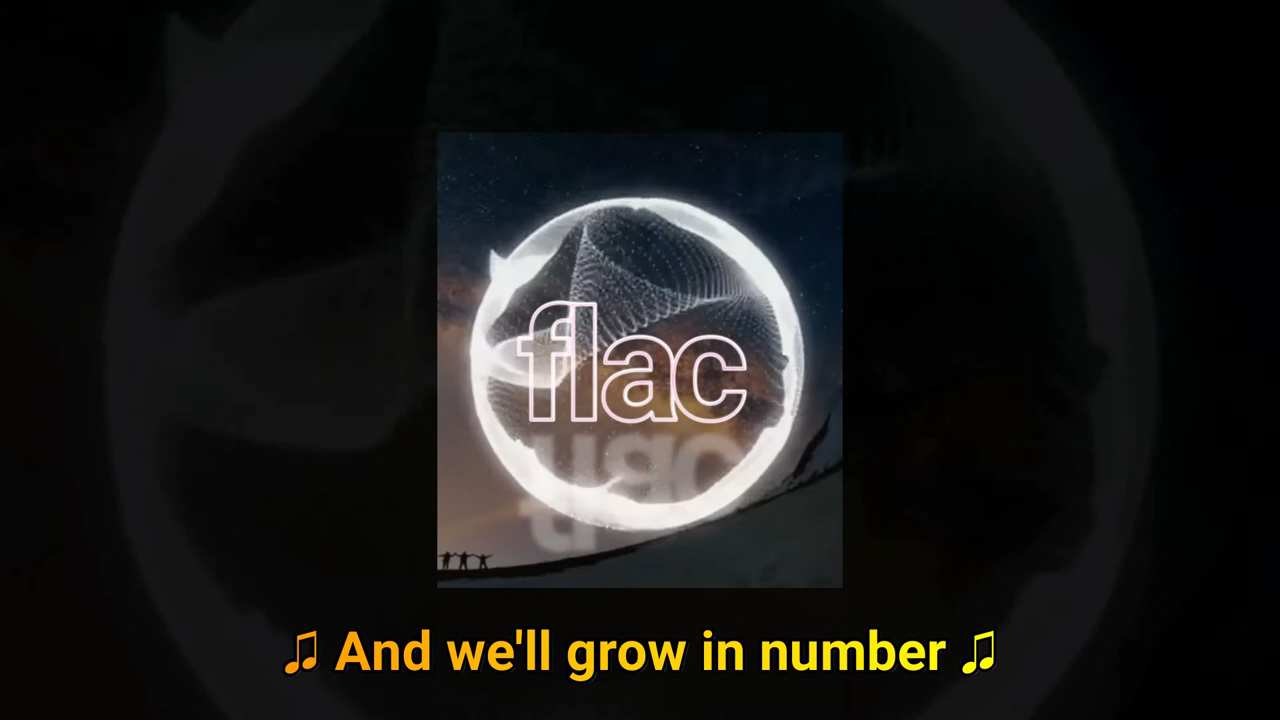 flac
♫ And we'll grow in number ♫